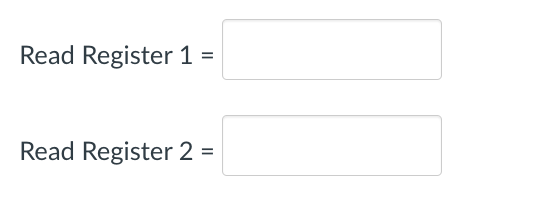 Read Register 1 =
Read Register 2 =